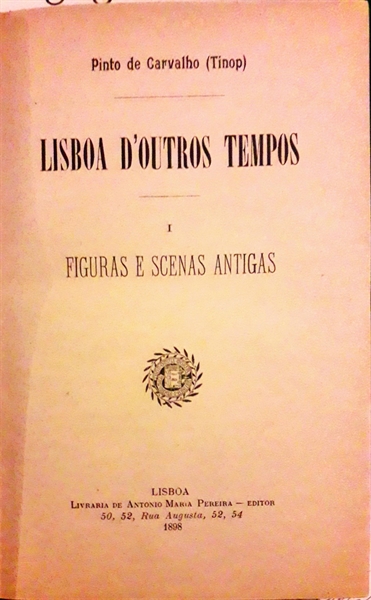 Pinto de Carvalho (Tinop)
LISBOA D'OUTROS TEMPOS
I
FIGURAS E SCENAS ANTIGAS
LISBOA
LIVRARIA DE ANTONIO MARIA PEREIRA — EDITOR
50, 52, Rua Augusta, 52, 54
1898